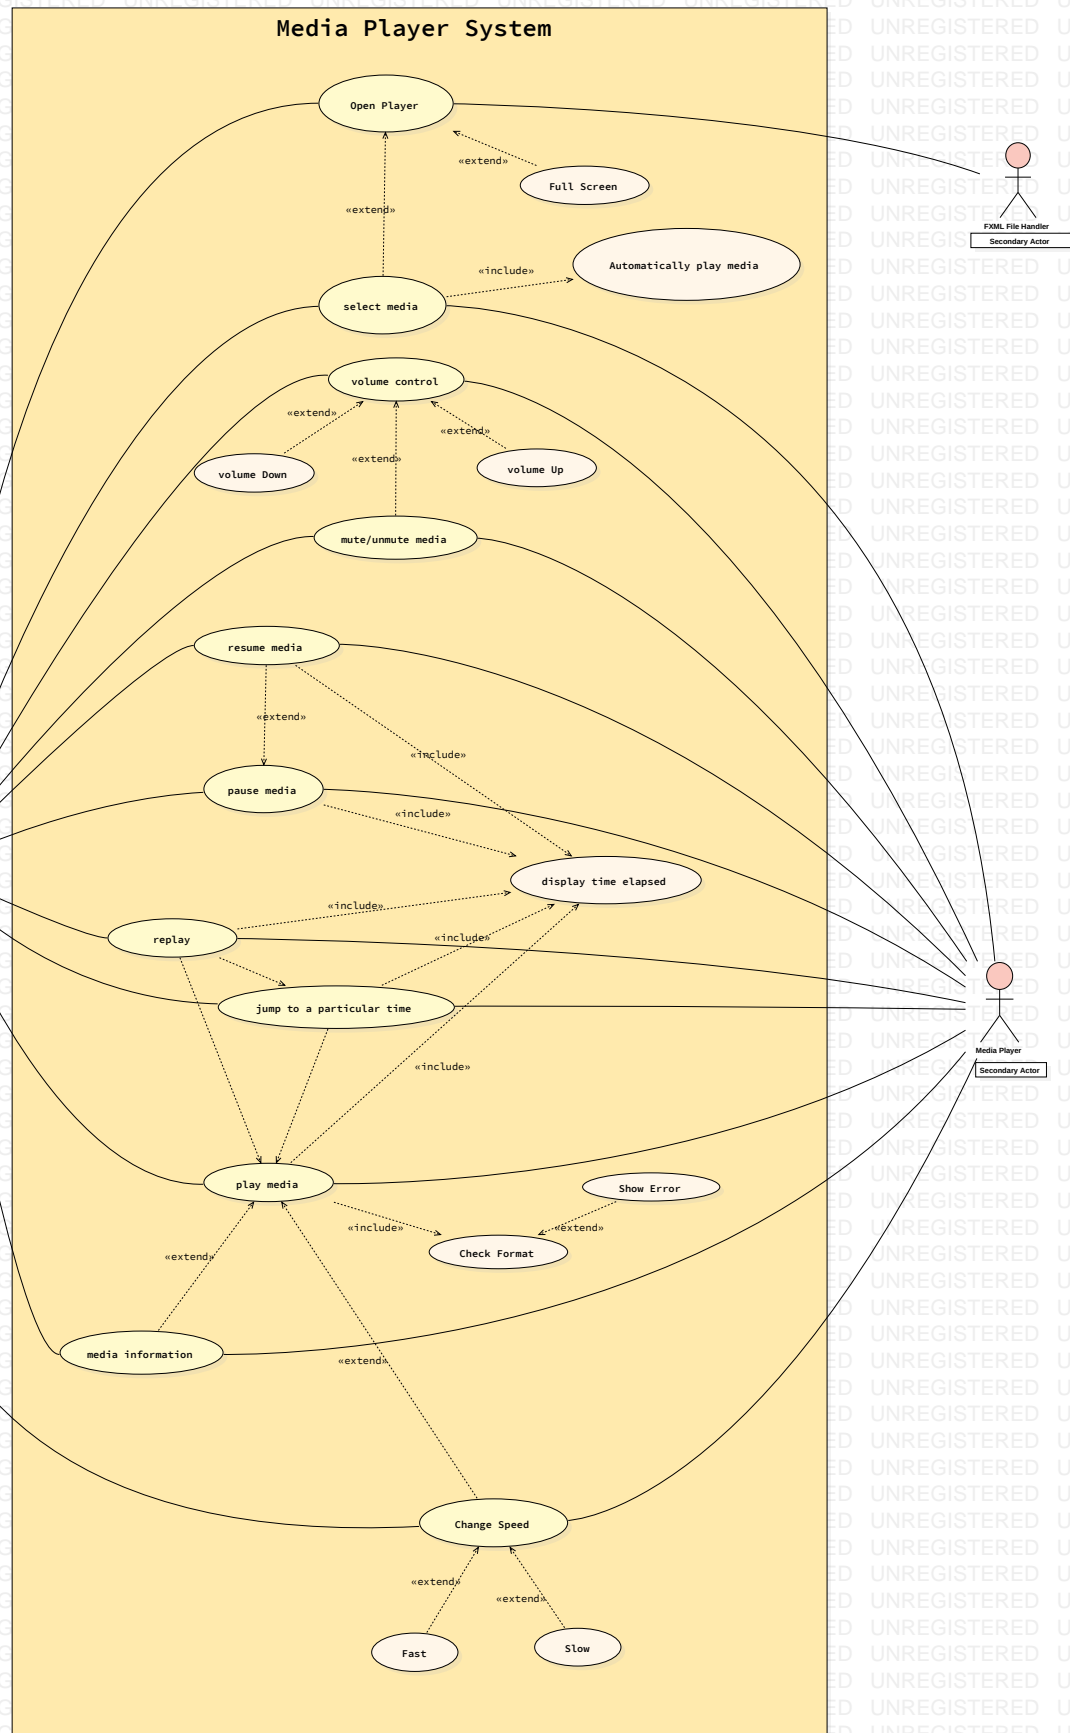 Media Player System
Open Player
«extend»
Full Screen
«extend»
FXML File Handler
Secondary Actor
Automatically play media
«include»
select media
volume control
«extend»
«extend»
«extend»
volume Down
volume Up
mute/unmute media
resume media
«extend»
«include»
pause media
«include»
display time elapsed
«include»
replay
«include»
jump to a particular time
Media Player
Secondary Actor
«include»
play media
Show Error
«include»
«extend»
Check Format
«extend»
media information
«extend»
Change Speed
«extend»
«extend»
Fast
Slow
UNREGISTERED